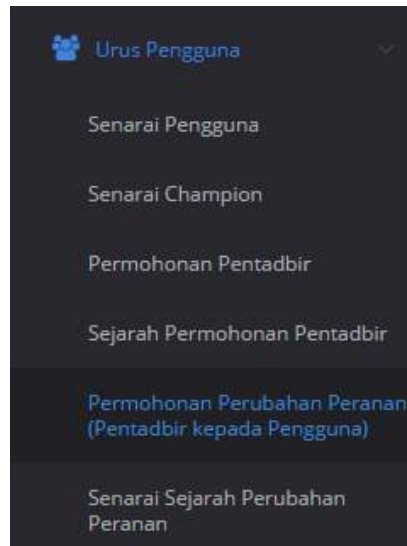 Urus Pengguna
Senarai Pengguna
Senarai Champion
Permohonan Pentadbir
Sejarah Permohonan Pentadbir
Permohonan Perubahan Peranan
(Pentadbir kepada Pengguna)
Senarai Sejarah Perubahan
Peranan